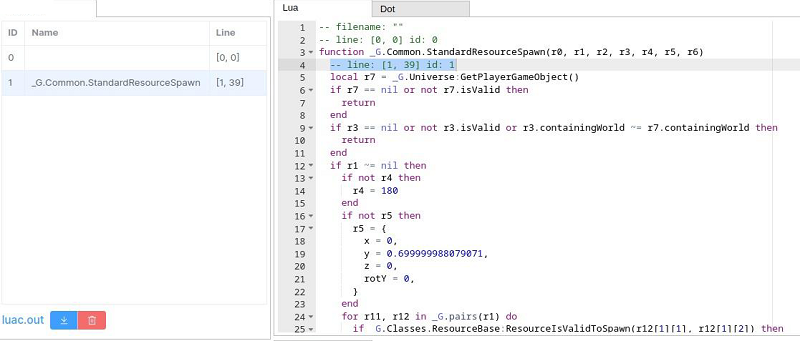 ID Name Line
0 [0, 0]
1 _G.Common.StandardResourceSpawn [1, 39]
luac.out
Lua Dot
1 -- filename: ""
2 -- line: [0, 0] id: 0
3 function _G.Common.StandardResourceSpawn(r0, r1, r2, r3, r4, r5, r6)
4 -- line: [1, 39] id: 1
5 local r7 = _G.Universe:GetPlayerGameObject()
6 if r7 == nil or not r7.isValid then
7 return
8 end
9 if r3 == nil or not r3.isValid or r3.containingWorld ~= r7.containingWorld then
10 return
11 end
12 if r1 ~= nil then
13 if not r4 then
14 r4 = 180
15 end
16 if not r5 then
17 r5 = {
18 x = 0,
19 y = 0.699999988079071,
20 z = 0,
21 rotY = 0,
22 }
23 end
24 for r11, r12 in _G.pairs(r1) do
25 if _G.Classes.ResourceBase:ResourceIsValidToSpawn(r12[1][1], r12[1][2]) then